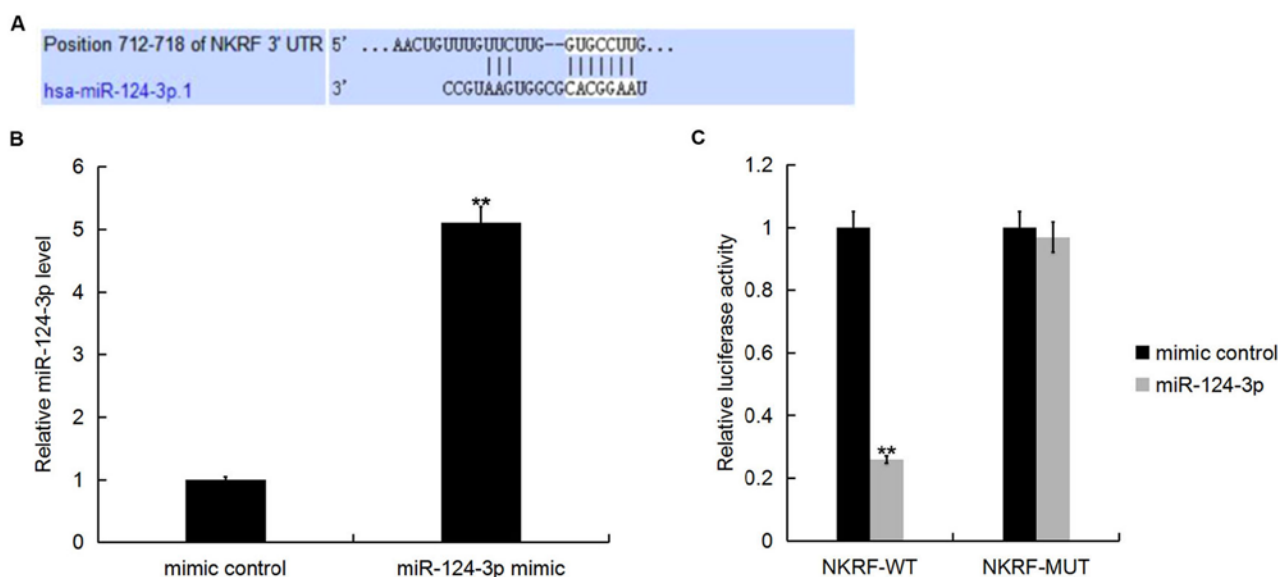 A
Position 712-718 of NKRF 3' UTR 5' ...AACUGUUUGUUCUUG--GUGCCUUG...
hsa-miR-124-3p.1 3' CCGUAAGUGGCGCACGGAAU
B
Relative miR-124-3p level
6
5
4
3
2
1
0
**
mimic control miR-124-3p mimic
C
Relative luciferase activity
1.2
1
0.8
0.6
0.4
0.2
0
**
NKRF-WT NKRF-MUT
mimic control
miR-124-3p